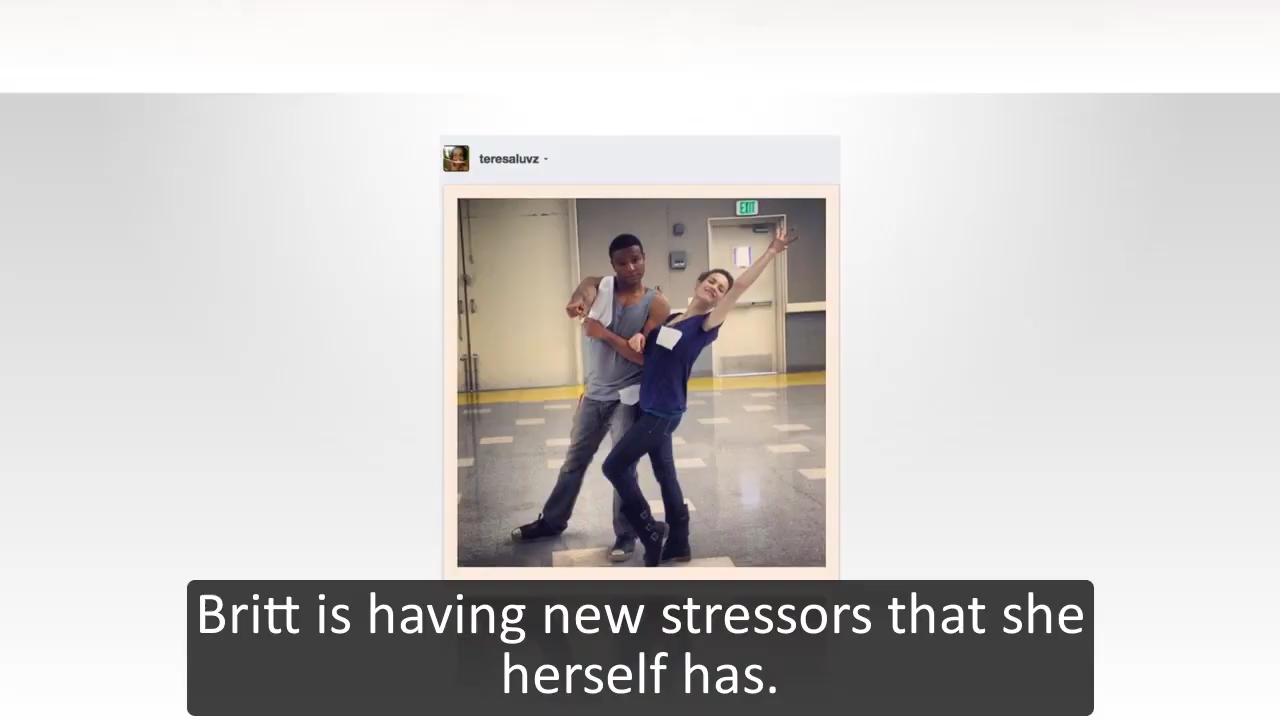 teresaluvz
EXIT
Britt is having new stressors that she
herself has.